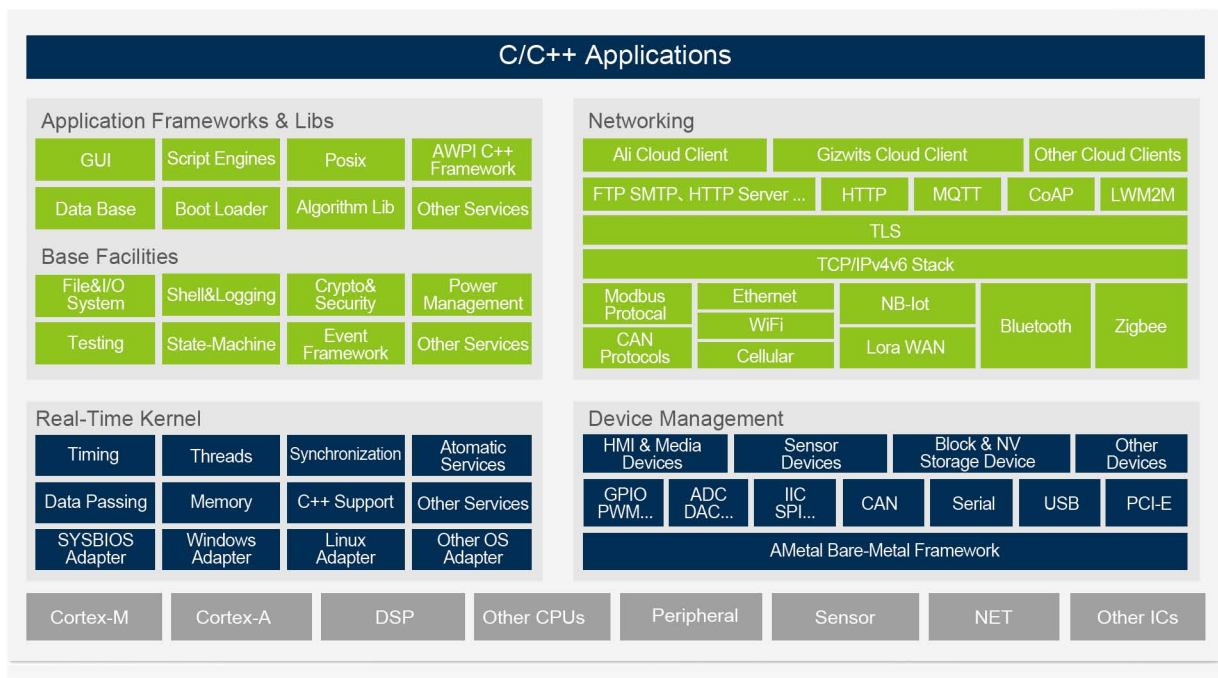 C/C++ Applications
Application Frameworks & Libs
GUI
Script Engines
Posix
AWPI C++
Framework
Data Base
Boot Loader
Algorithm Lib
Other Services
Base Facilities
File&I/O
System
Shell&Logging
Crypto&
Security
Power
Management
Testing
State-Machine
Event
Framework
Other Services
Networking
Ali Cloud Client
Gizwits Cloud Client
Other Cloud Clients
FTP SMTP、HTTP Server ...
HTTP
MQTT
CoAP
LWM2M
TLS
TCP/IPv4v6 Stack
Modbus
Protocal
CAN
Protocols
Ethernet
WiFi
Cellular
NB-Iot
Lora WAN
Bluetooth
Zigbee
Real-Time Kernel
Timing
Threads
Synchronization
Atomatic
Services
Data Passing
Memory
C++ Support
Other Services
SYSBIOS
Adapter
Windows
Adapter
Linux
Adapter
Other OS
Adapter
Device Management
HMI & Media
Devices
Sensor
Devices
Block & NV
Storage Device
Other
Devices
GPIO
PWM...
ADC
DAC...
IIC
SPI...
CAN
Serial
USB
PCI-E
AMetal Bare-Metal Framework
Cortex-M
Cortex-A
DSP
Other CPUs
Peripheral
Sensor
NET
Other ICs